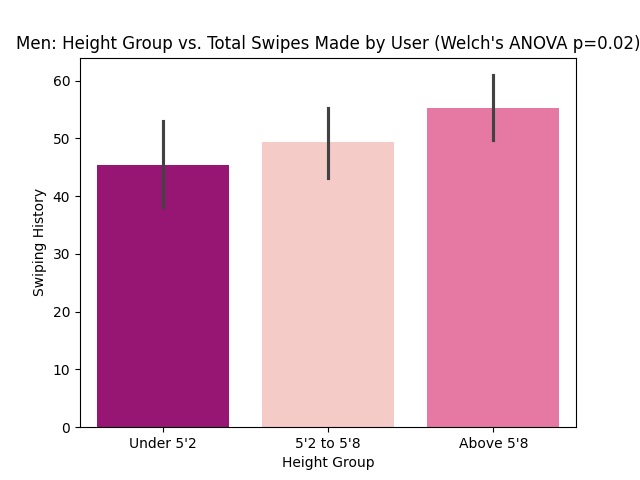 Men: Height Group vs. Total Swipes Made by User (Welch's ANOVA p=0.02)
60
50
40
30
20
10
0
Swiping History
Under 5'2 5'2 to 5'8 Above 5'8
Height Group